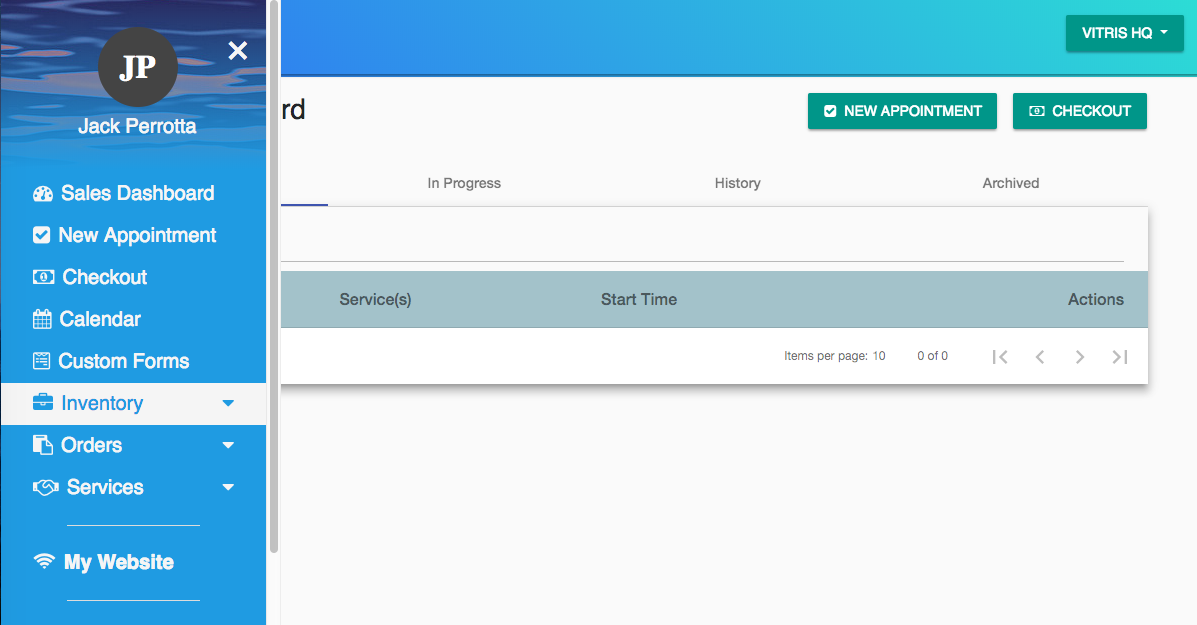 JP
×
Jack Perrotta
Sales Dashboard
New Appointment
Checkout
Calendar
Custom Forms
Inventory
Orders
Services
My Website
VITRIS HQ
rd
NEW APPOINTMENT
CHECKOUT
In Progress
History
Archived
Service(s)
Start Time
Actions
Items per page: 10
0 of 0